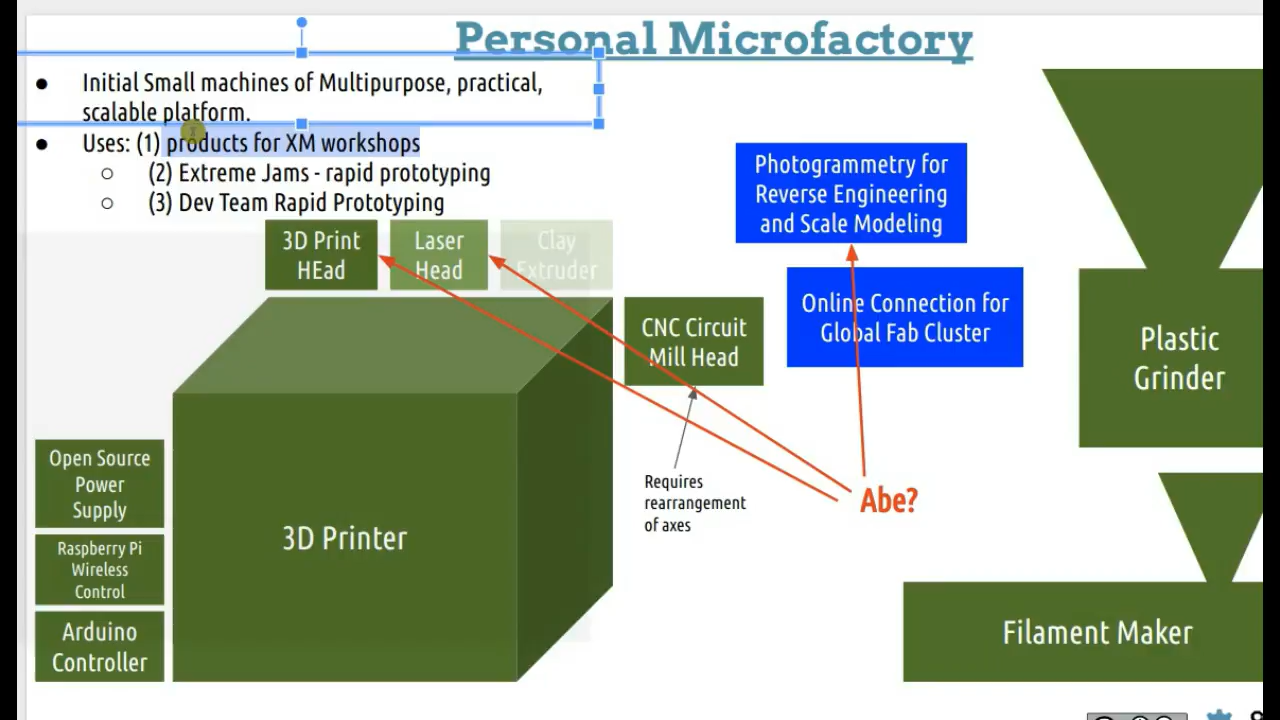 Personal Microfactory
● Initial Small machines of Multipurpose, practical,
scalable platform.
● Uses: (1) products for XM workshops
○ (2) Extreme Jams - rapid prototyping
○ (3) Dev Team Rapid Prototyping
3D Print
HEad
Laser
Head
Clay
Extruder
CNC Circuit
Mill Head
Photogrammetry for
Reverse Engineering
and Scale Modeling
Online Connection for
Global Fab Cluster
Plastic
Grinder
Open Source
Power
Supply
Raspberry Pi
Wireless
Control
Arduino
Controller
3D Printer
Requires
rearrangement
of axes
Abe?
Filament Maker